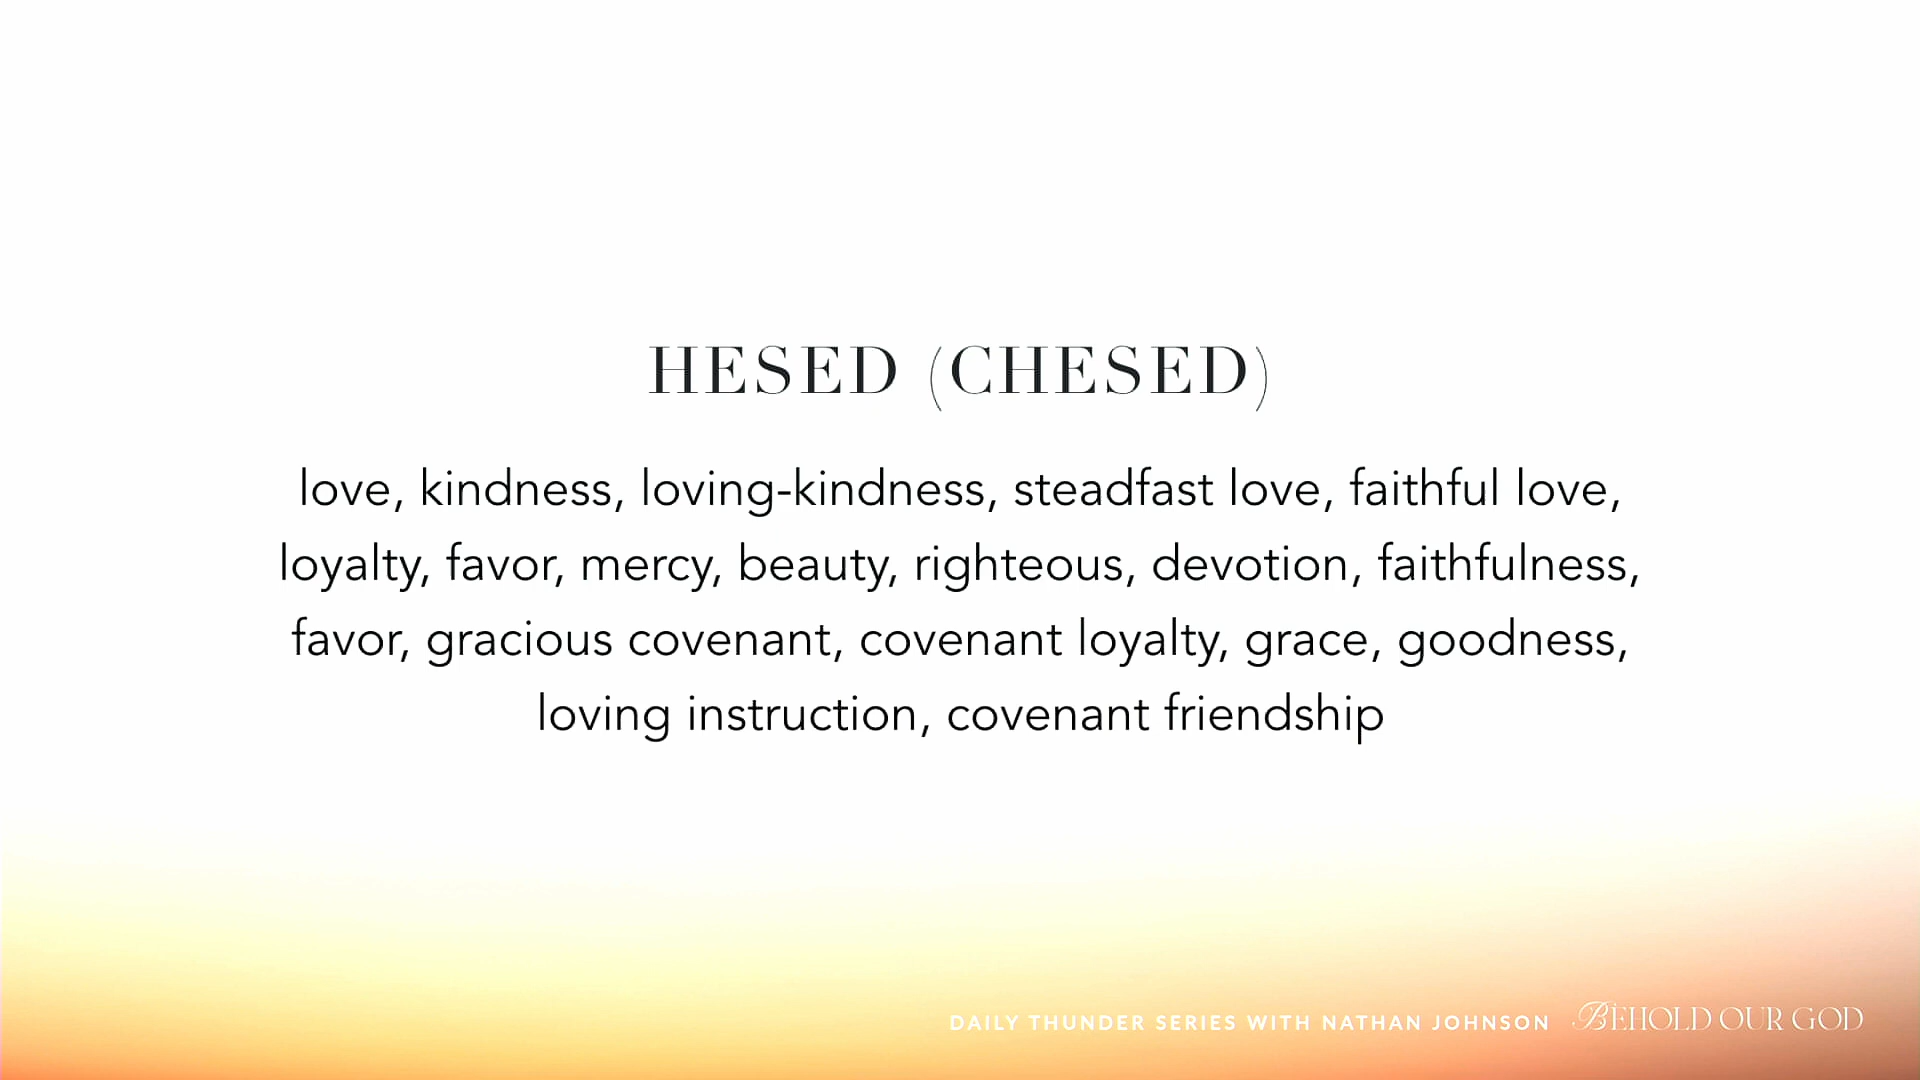 HESED (CHESED)
love, kindness, loving-kindness, steadfast love, faithful love,
loyalty, favor, mercy, beauty, righteous, devotion, faithfulness,
favor, gracious covenant, covenant loyalty, grace, goodness,
loving instruction, covenant friendship
DAILY THUNDER SERIES WITH NATHAN JOHNSON BEHOLD OUR GOD